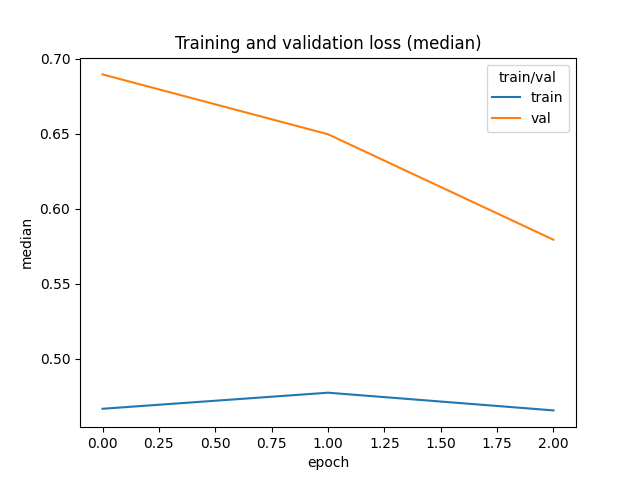 Training and validation loss (median)
train/val
train
val
0.70
0.65
0.60
0.55
0.50
median
0.00 0.25 0.50 0.75 1.00 1.25 1.50 1.75 2.00
epoch